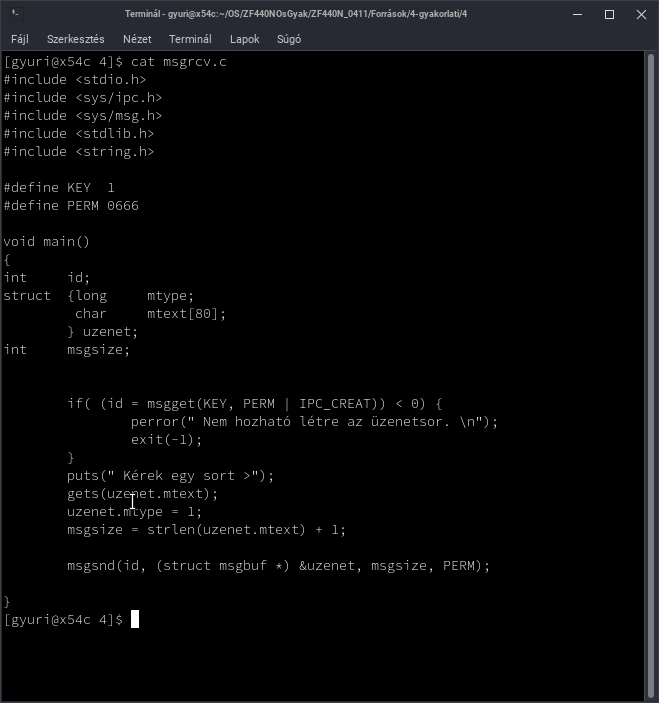 Terminál - gyuri@x54c:~/OS/ZF440NOsGyak/ZF440N_0411/Források/4-gyakorlati/4
Fájl Szerkesztés Nézet Terminál Lapok Súgó
[gyuri@x54c 4]$ cat msgrcv.c
#include <stdio.h>
#include <sys/ipc.h>
#include <sys/msg.h>
#include <stdlib.h>
#include <string.h>

#define KEY  1
#define PERM 0666

void main()
{
int     id;
struct  {long     mtype;
         char     mtext[80];
        } uzenet;
int     msgsize;


        if( (id = msgget(KEY, PERM | IPC_CREAT)) < 0) {
                perror(" Nem hozható létre az üzenetsor. \n");
                exit(-1);
        }
        puts(" Kérek egy sort >");
        gets(uzenet.mtext);
        uzenet.mtype = 1;
        msgsize = strlen(uzenet.mtext) + 1;

        msgsnd(id, (struct msgbuf *) &uzenet, msgsize, PERM);

}
[gyuri@x54c 4]$